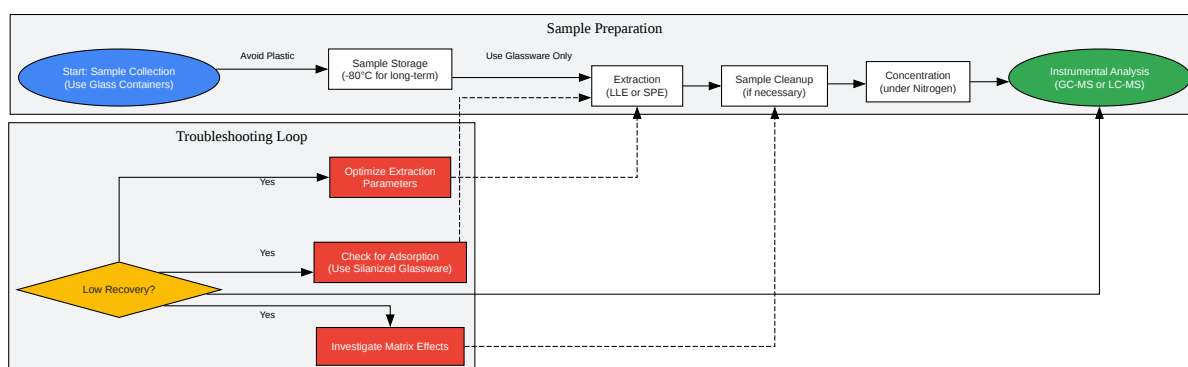 Sample Preparation
Avoid Plastic
Use Glassware Only
Start: Sample Collection
(Use Glass Containers)
Sample Storage
(-80°C for long-term)
Extraction
(LLE or SPE)
Sample Cleanup
(if necessary)
Concentration
(under Nitrogen)
Instrumental Analysis
(GC-MS or LC-MS)
Troubleshooting Loop
Yes
Optimize Extraction
Parameters
Yes
Check for Adsorption
(Use Silanized Glassware)
Low Recovery?
Yes
Investigate Matrix Effects